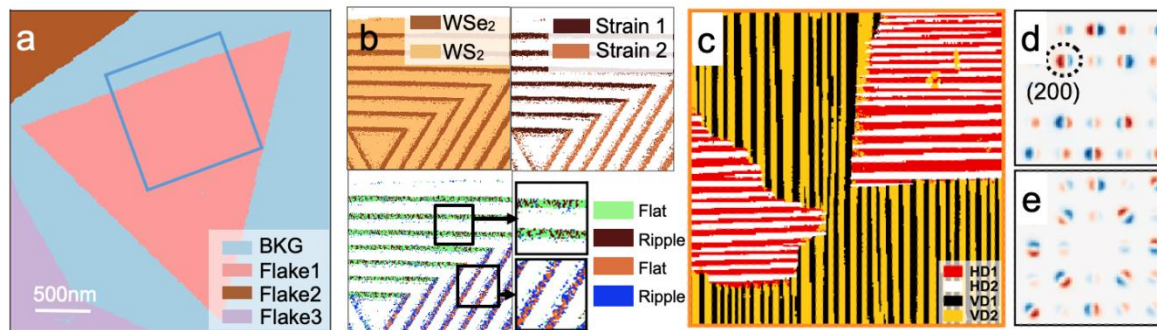 a
BKG
Flake1
Flake2
Flake3
500nm
b
WSe₂
WS₂
Strain 1
Strain 2
Flat
Ripple
Flat
Ripple
c
HD1
HD2
VD1
VD2
d
(200)
e